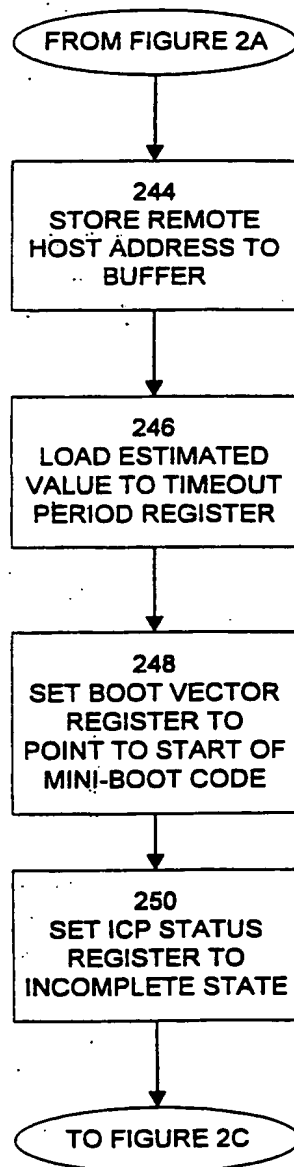 FROM FIGURE 2A
244
STORE REMOTE
HOST ADDRESS TO
BUFFER
246
LOAD ESTIMATED
VALUE TO TIMEOUT
PERIOD REGISTER
248
SET BOOT VECTOR
REGISTER TO
POINT TO START OF
MINI-BOOT CODE
250
SET ICP STATUS
REGISTER TO
INCOMPLETE STATE
TO FIGURE 2C